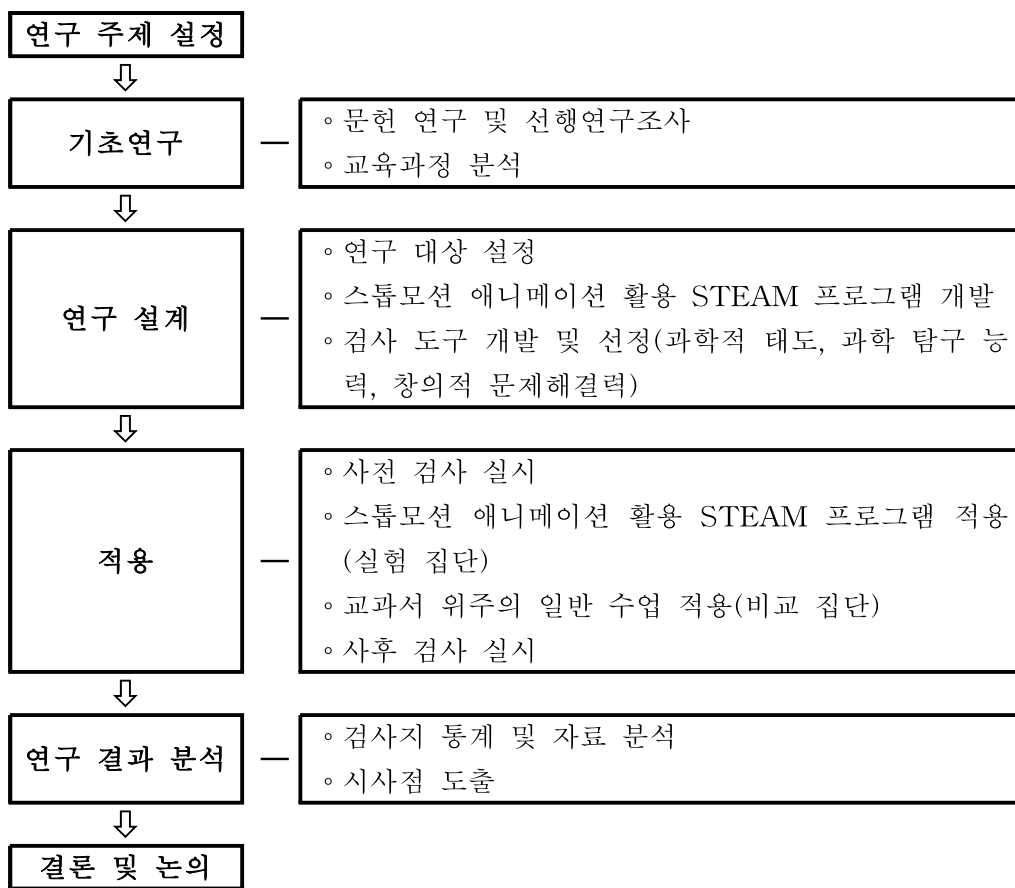 연구 주제 설정
기초연구
◦문헌 연구 및 선행연구조사
◦교육과정 분석
연구 설계
◦연구 대상 설정
◦스톱모션 애니메이션 활용 STEAM 프로그램 개발
◦검사 도구 개발 및 선정(과학적 태도, 과학 탐구 능
력, 창의적 문제해결력)
적용
◦사전 검사 실시
◦스톱모션 애니메이션 활용 STEAM 프로그램 적용
(실험 집단)
◦교과서 위주의 일반 수업 적용(비교 집단)
◦사후 검사 실시
연구 결과 분석
◦검사지 통계 및 자료 분석
◦시사점 도출
결론 및 논의